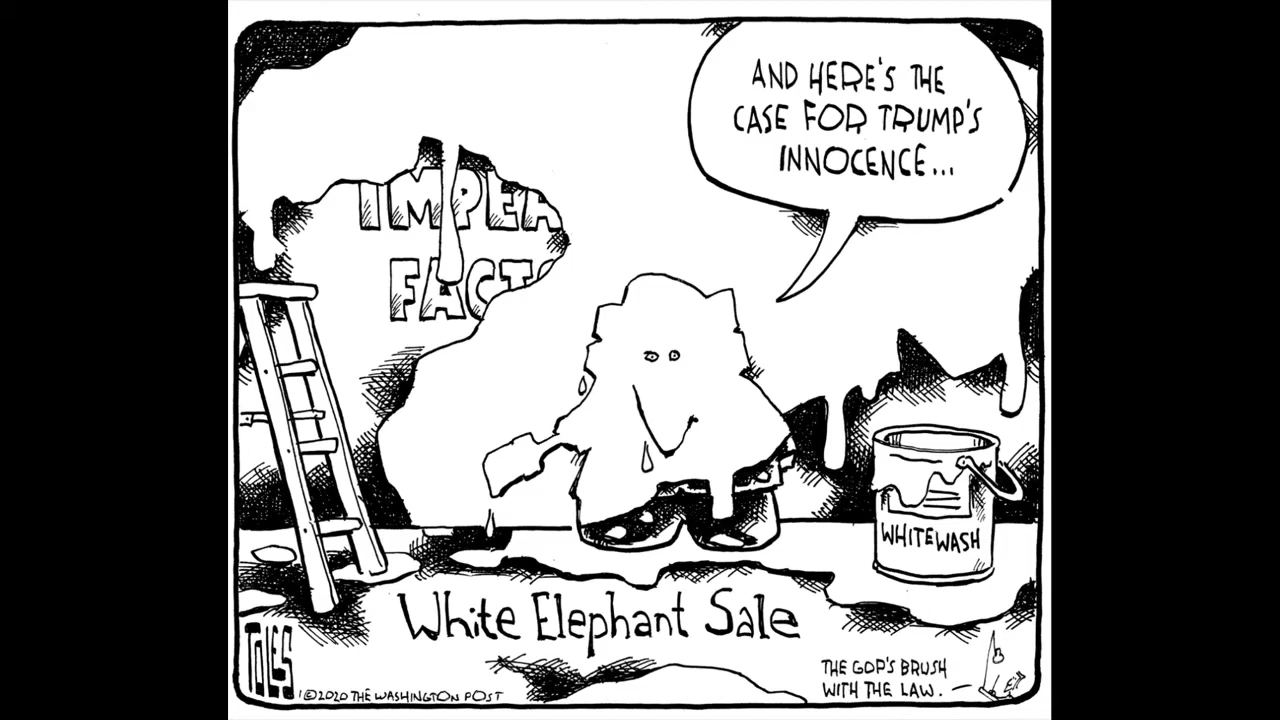 AND HERE'S THE
CASE FOR TRUMP'S
INNOCENCE...
IMPEA
FACT
WHITEWASH
White Elephant Sale
TOLES
©2020 THE WASHINGTON POST
THE GOP'S BRUSH
WITH THE LAW. —